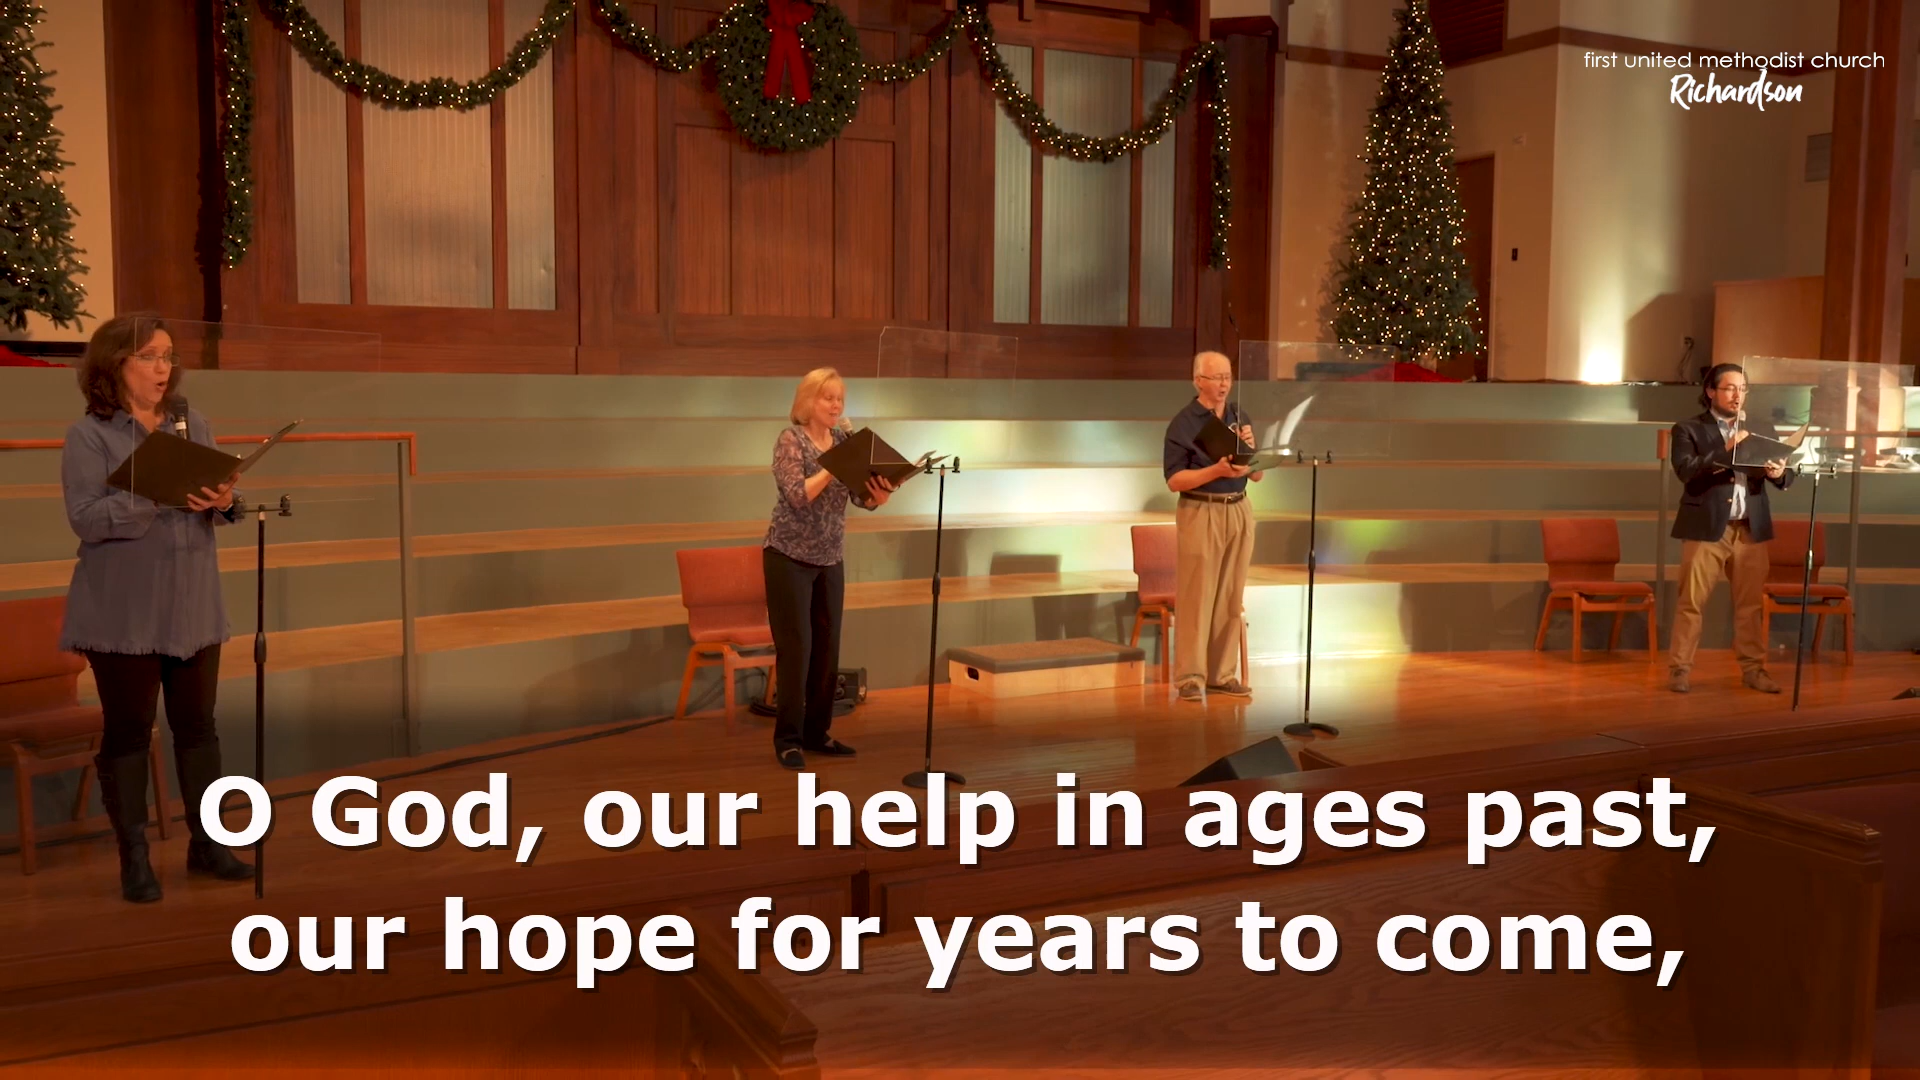 first united methodist church
Richardson
O God, our help in ages past,
our hope for years to come,